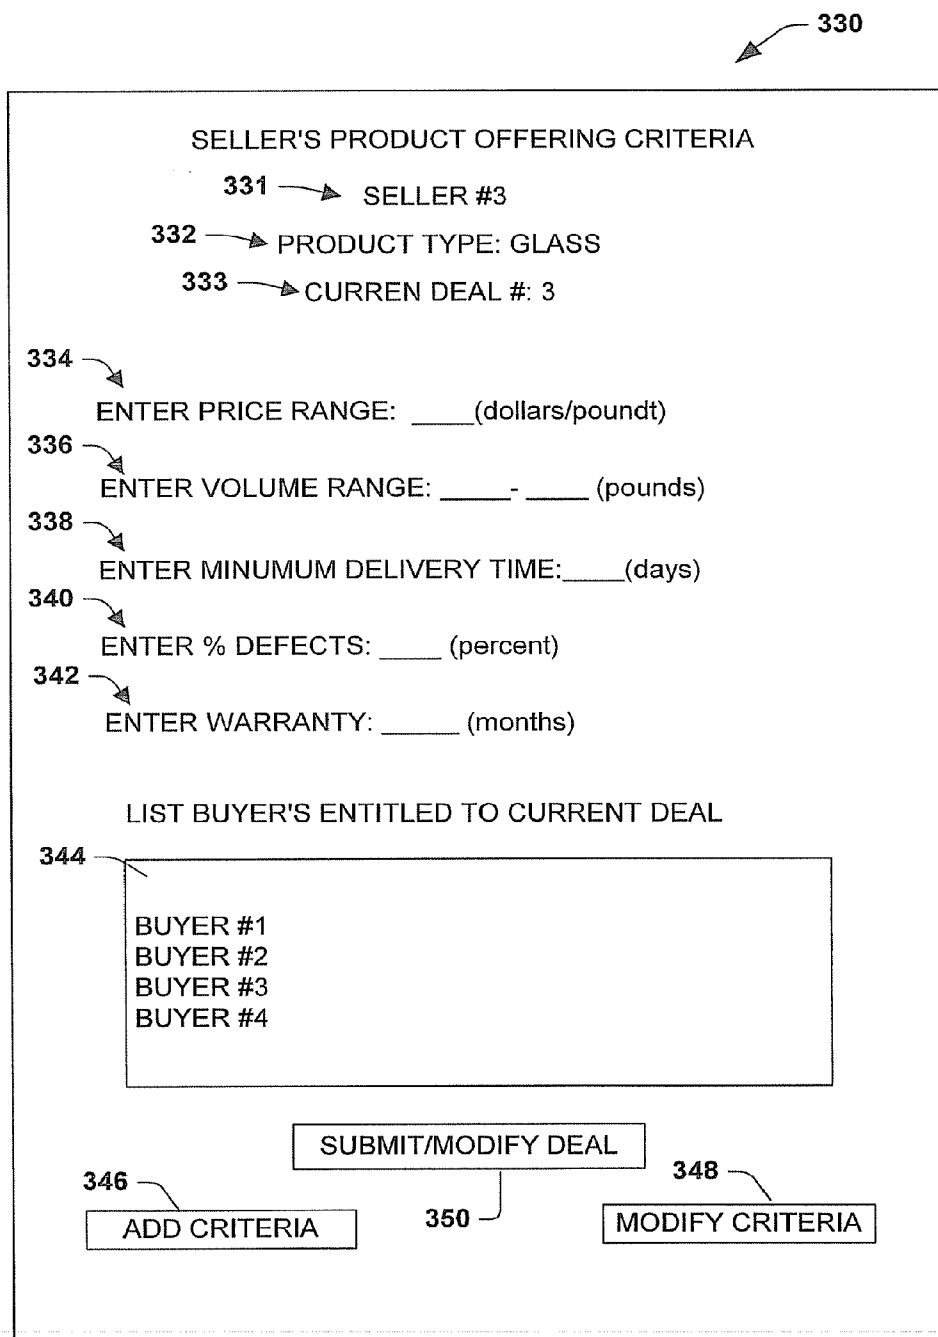 330
SELLER'S PRODUCT OFFERING CRITERIA
331 SELLER #3
332 PRODUCT TYPE: GLASS
333 CURREN DEAL #: 3
334
ENTER PRICE RANGE: ____(dollars/poundt)
336
ENTER VOLUME RANGE: _____- ____ (pounds)
338
ENTER MINUMUM DELIVERY TIME:____(days)
340
ENTER % DEFECTS: ____ (percent)
342
ENTER WARRANTY: _____ (months)
LIST BUYER'S ENTITLED TO CURRENT DEAL
344
BUYER #1
BUYER #2
BUYER #3
BUYER #4
SUBMIT/MODIFY DEAL
346 350 348
ADD CRITERIA MODIFY CRITERIA